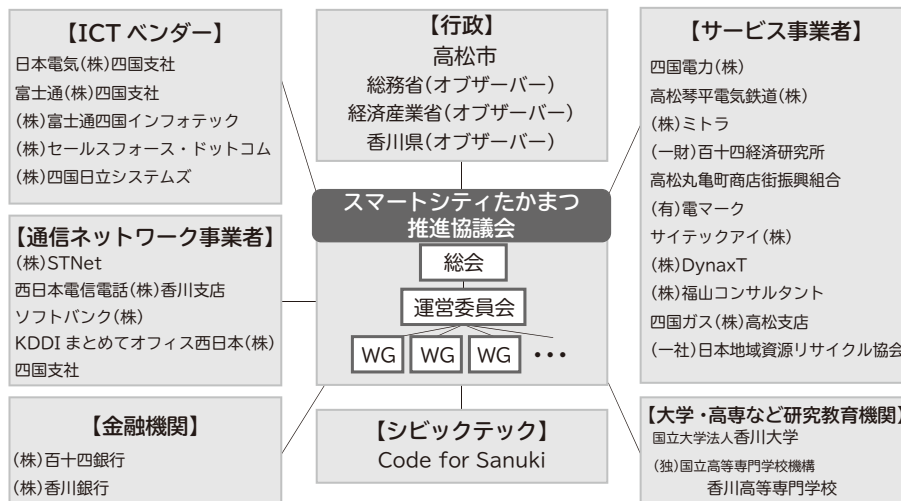 【ICT ベンダー】
日本電気(株)四国支社
富士通(株)四国支社
(株)富士通四国インフォテック
(株)セールスフォース・ドットコム
(株)四国日立システムズ
【行政】
高松市
総務省(オブザーバー)
経済産業省(オブザーバー)
香川県(オブザーバー)
【サービス事業者】
四国電力(株)
高松琴平電気鉄道(株)
(株)ミトラ
(一財)百十四経済研究所
高松丸亀町商店街振興組合
(有)電マーク
サイテックアイ(株)
(株)DynaxT
(株)福山コンサルタント
四国ガス(株)高松支店
(一社)日本地域資源リサイクル協会
【通信ネットワーク事業者】
(株)STNet
西日本電信電話(株)香川支店
ソフトバンク(株)
KDDI まとめてオフィス西日本(株)
四国支社
スマートシティたかまつ
推進協議会
総会
運営委員会
WG WG WG •••
【金融機関】
(株)百十四銀行
(株)香川銀行
【シビックテック】
Code for Sanuki
【大学・高専など研究教育機関】
国立大学法人香川大学
(独)国立高等専門学校機構
香川高等専門学校